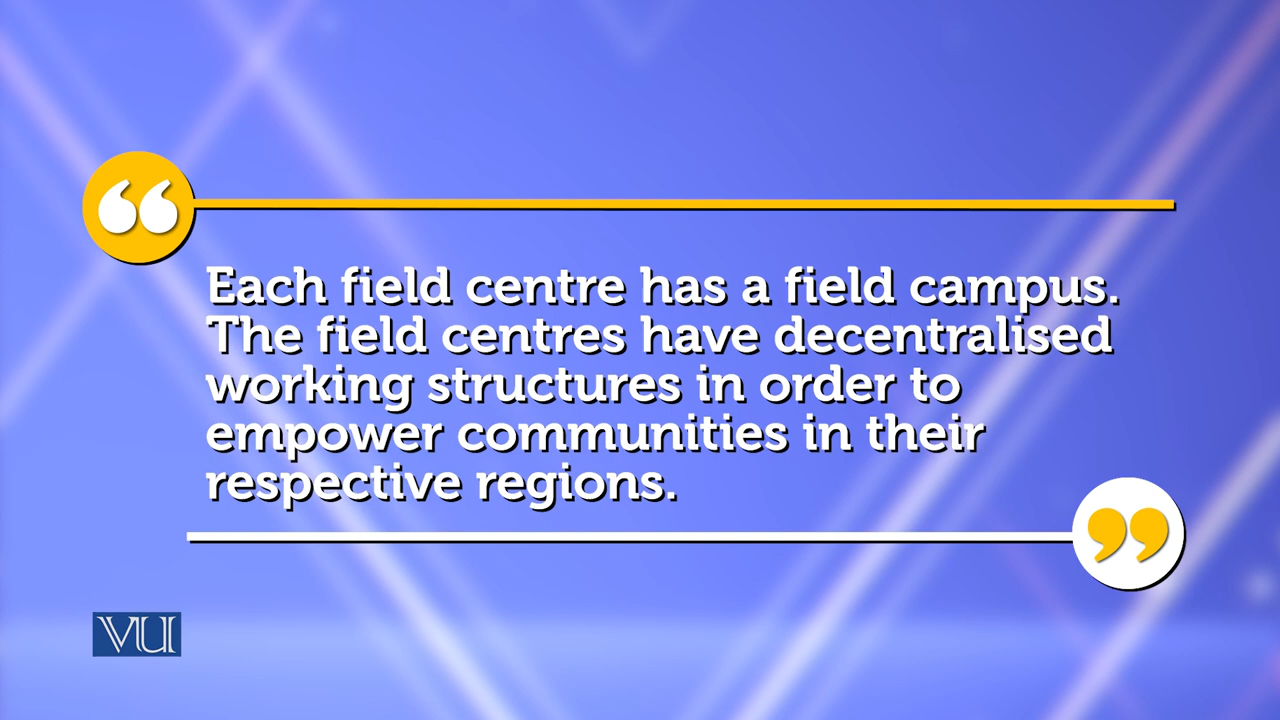 “
Each field centre has a field campus.
The field centres have decentralised
working structures in order to
empower communities in their
respective regions.
”
VU